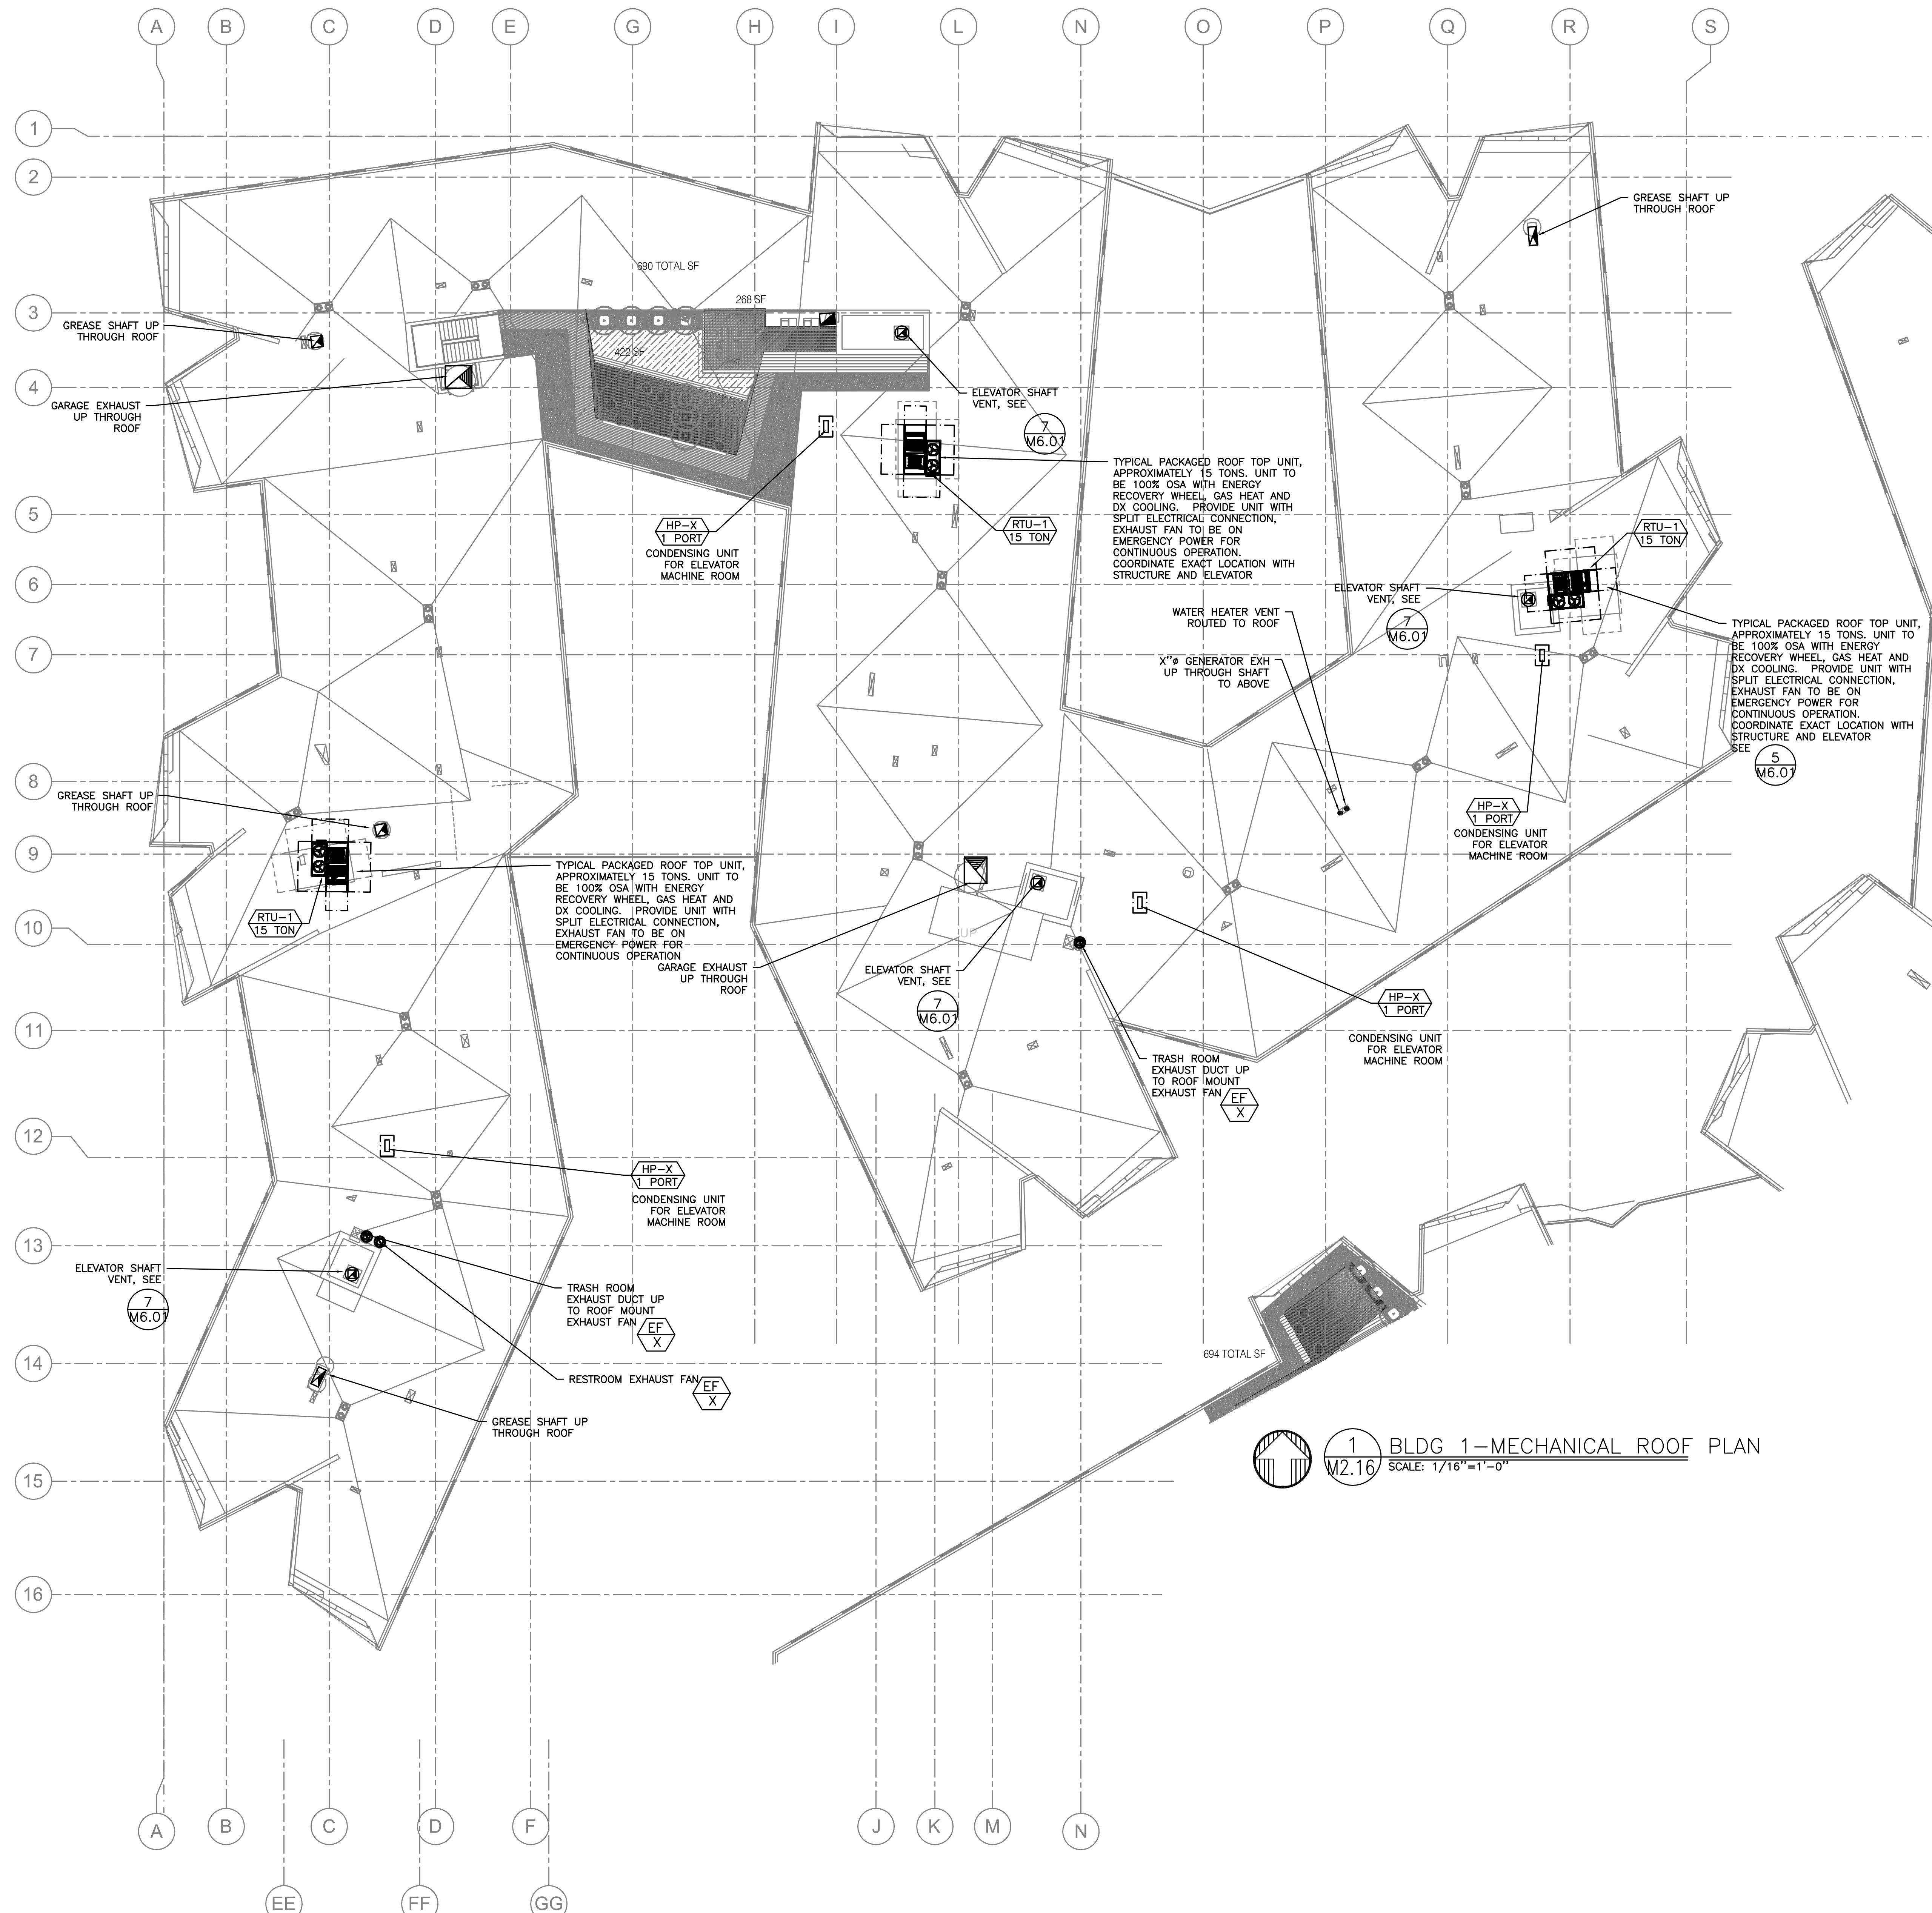 A
B
C
D
E
G
H
I
L
N
O
P
Q
R
S
1
2
3
4
5
6
7
8
9
10
11
12
13
14
15
16
GREASE SHAFT UP
THROUGH ROOF
690 TOTAL SF
268 SF
422 SF
GREASE SHAFT UP
THROUGH ROOF
GARAGE EXHAUST
UP THROUGH
ROOF
ELEVATOR SHAFT
VENT, SEE
7
M6.01
TYPICAL PACKAGED ROOF TOP UNIT,
APPROXIMATELY 15 TONS. UNIT TO
BE 100% OSA WITH ENERGY
RECOVERY WHEEL, GAS HEAT AND
DX COOLING. PROVIDE UNIT WITH
SPLIT ELECTRICAL CONNECTION,
EXHAUST FAN TO BE ON
EMERGENCY POWER FOR
CONTINUOUS OPERATION.
COORDINATE EXACT LOCATION WITH
STRUCTURE AND ELEVATOR
HP-X
1 PORT
CONDENSING UNIT
FOR ELEVATOR
MACHINE ROOM
RTU-1
15 TON
RTU-1
15 TON
ELEVATOR SHAFT
VENT, SEE
7
M6.01
WATER HEATER VENT
ROUTED TO ROOF
X"ø GENERATOR EXH
UP THROUGH SHAFT
TO ABOVE
TYPICAL PACKAGED ROOF TOP UNIT,
APPROXIMATELY 15 TONS. UNIT TO
BE 100% OSA WITH ENERGY
RECOVERY WHEEL, GAS HEAT AND
DX COOLING. PROVIDE UNIT WITH
SPLIT ELECTRICAL CONNECTION,
EXHAUST FAN TO BE ON
EMERGENCY POWER FOR
CONTINUOUS OPERATION.
COORDINATE EXACT LOCATION WITH
STRUCTURE AND ELEVATOR
SEE
5
M6.01
GREASE SHAFT UP
THROUGH ROOF
HP-X
1 PORT
CONDENSING UNIT
FOR ELEVATOR
MACHINE ROOM
TYPICAL PACKAGED ROOF TOP UNIT,
APPROXIMATELY 15 TONS. UNIT TO
BE 100% OSA WITH ENERGY
RECOVERY WHEEL, GAS HEAT AND
DX COOLING. PROVIDE UNIT WITH
SPLIT ELECTRICAL CONNECTION,
EXHAUST FAN TO BE ON
EMERGENCY POWER FOR
CONTINUOUS OPERATION
RTU-1
15 TON
UP
GARAGE EXHAUST
UP THROUGH
ROOF
ELEVATOR SHAFT
VENT, SEE
7
M6.01
HP-X
1 PORT
CONDENSING UNIT
FOR ELEVATOR
MACHINE ROOM
TRASH ROOM
EXHAUST DUCT UP
TO ROOF MOUNT
EXHAUST FAN
EF
X
HP-X
1 PORT
CONDENSING UNIT
FOR ELEVATOR
MACHINE ROOM
ELEVATOR SHAFT
VENT, SEE
7
M6.01
TRASH ROOM
EXHAUST DUCT UP
TO ROOF MOUNT
EXHAUST FAN
EF
X
RESTROOM EXHAUST FAN
EF
X
GREASE SHAFT UP
THROUGH ROOF
694 TOTAL SF
1
M2.16
BLDG 1-MECHANICAL ROOF PLAN
SCALE: 1/16"=1'-0"
A
B
C
D
F
J
K
M
N
EE
FF
GG